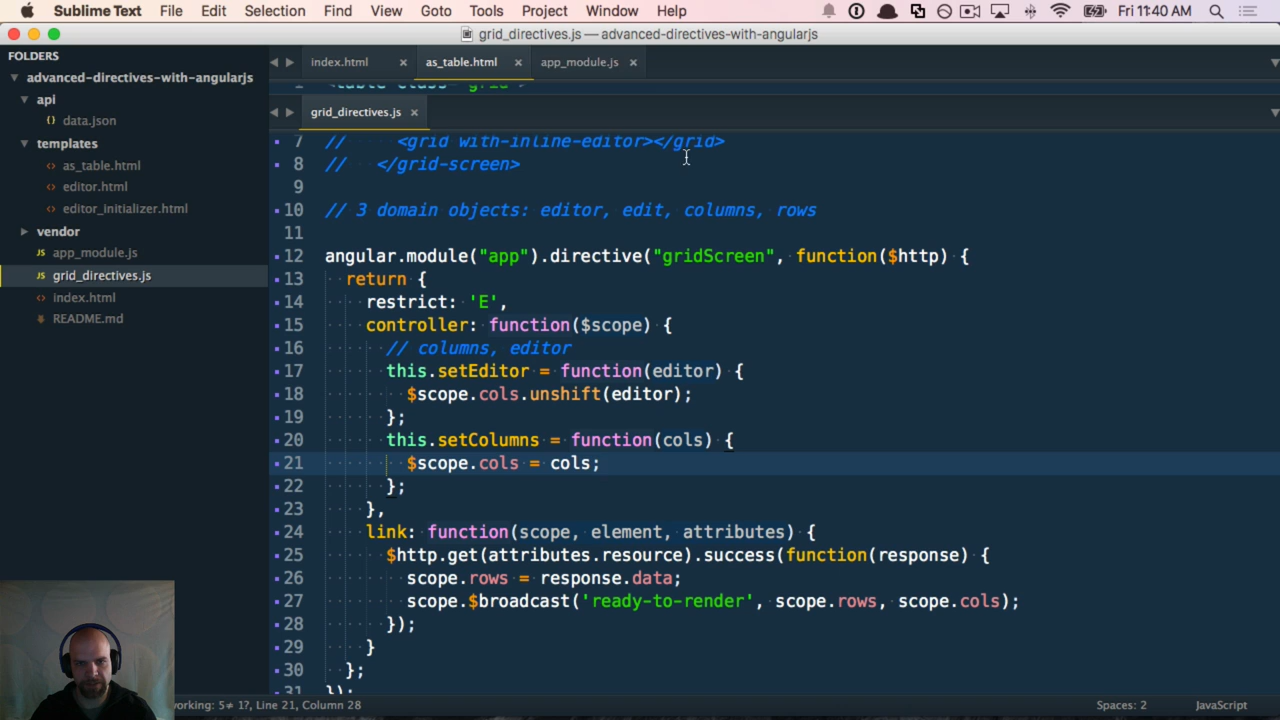 Sublime Text File Edit Selection Find View Goto Tools Project Window Help Fri 11:40 AM
grid_directives.js — advanced-directives-with-angularjs
FOLDERS
advanced-directives-with-angularjs
api
data.json
templates
as_table.html
editor.html
editor_initializer.html
vendor
app_module.js
grid_directives.js
index.html
README.md
index.html as_table.html app_module.js
grid_directives.js
7 // <grid with-inline-editor></grid>
8 // </grid-screen>
9
10 // 3 domain objects: editor, edit, columns, rows
11
12 angular.module("app").directive("gridScreen", function($http) {
13 return {
14 restrict: 'E',
15 controller: function($scope) {
16 // columns, editor
17 this.setEditor = function(editor) {
18 $scope.cols.unshift(editor);
19 };
20 this.setColumns = function(cols) {
21 $scope.cols = cols;
22 };
23 },
24 link: function(scope, element, attributes) {
25 $http.get(attributes.resource).success(function(response) {
26 scope.rows = response.data;
27 scope.$broadcast('ready-to-render', scope.rows, scope.cols);
28 });
29 }
30 };
31 });
orking: 5≠ 1?, Line 21, Column 28 Spaces: 2 JavaScript